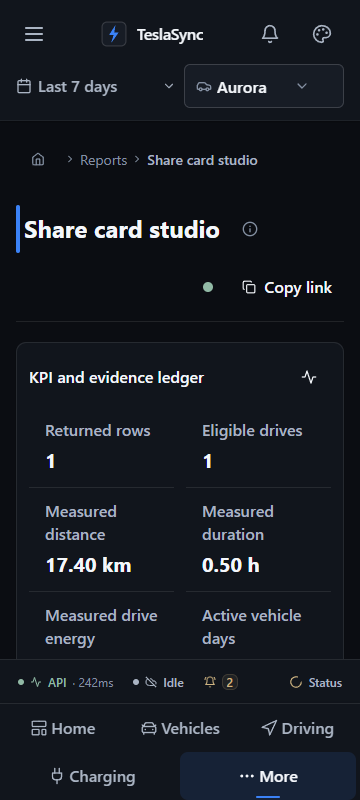 TeslaSync
Last 7 days
Aurora
Reports
Share card studio
Share card studio
Copy link
KPI and evidence ledger
Returned rows
1
Eligible drives
1
Measured
distance
17.40 km
Measured
duration
0.50 h
Measured drive
energy
Active vehicle
days
API · 242ms
Idle
2
Status
Home
Vehicles
Driving
Charging
More